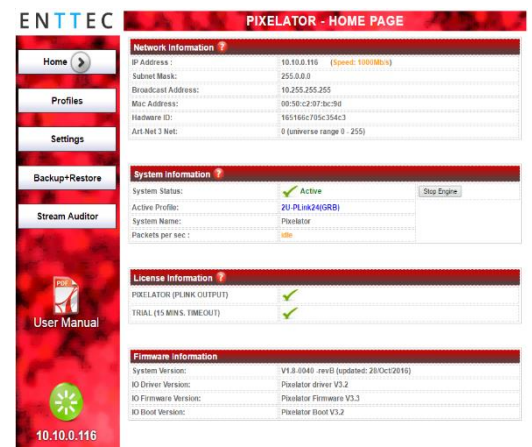 ENTTEC
PIXELATOR - HOME PAGE
Home
Profiles
Settings
Backup+Restore
Stream Auditor
PDF
User Manual
10.10.0.116
Network Information ?
IP Address : 10.10.0.116 (Speed: 1000Mb/s)
Subnet Mask: 255.0.0.0
Broadcast Address: 10.255.255.255
Mac Address: 00:50:c2:07:bc:9d
Hadware ID: 165166c705c354c3
Art-Net 3 Net: 0 (universe range 0 - 255)
System Information ?
System Status: Active Stop Engine
Active Profile: 2U-PLink24(GRB)
System Name: Pixelator
Packets per sec : idle
License Information ?
PIXELATOR (PLINK OUTPUT)
TRIAL (15 MINS. TIMEOUT)
Firmware Information
System Version: V1.8-0040 -revB (updated: 20/Oct/2016)
IO Driver Version: Pixelator driver V3.2
IO Firmware Version: Pixelator Firmware V3.3
IO Boot Version: Pixelator Boot V3.2